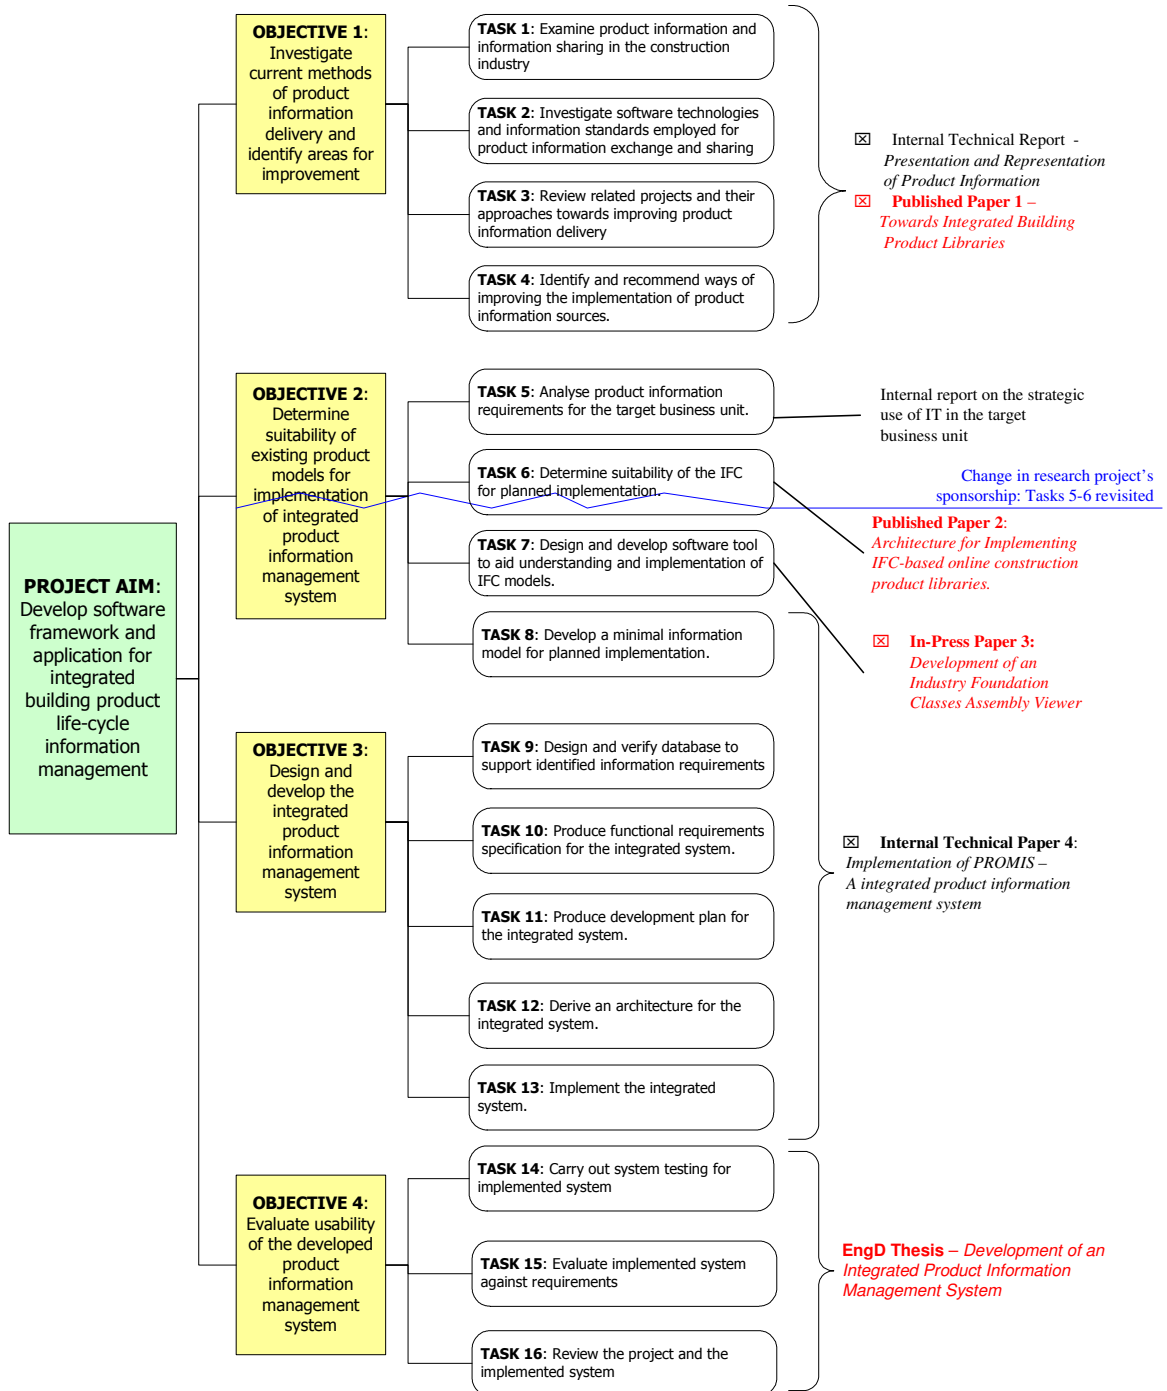 PROJECT AIM:
Develop software
framework and
application for
integrated
building product
life-cycle
information
management
OBJECTIVE 1:
Investigate
current methods
of product
information
delivery and
identify areas for
improvement
TASK 1: Examine product information and
information sharing in the construction
industry
TASK 2: Investigate software technologies
and information standards employed for
product information exchange and sharing
TASK 3: Review related projects and their
approaches towards improving product
information delivery
TASK 4: Identify and recommend ways of
improving the implementation of product
information sources.
Internal Technical Report -
Presentation and Representation
of Product Information
Published Paper 1 –
Towards Integrated Building
Product Libraries
OBJECTIVE 2:
Determine
suitability of
existing product
models for
implementation
of integrated
product
information
management
system
TASK 5: Analyse product information
requirements for the target business unit.
TASK 6: Determine suitability of the IFC
for planned implementation.
TASK 7: Design and develop software tool
to aid understanding and implementation of
IFC models.
TASK 8: Develop a minimal information
model for planned implementation.
Internal report on the strategic
use of IT in the target
business unit
Change in research project's
sponsorship: Tasks 5-6 revisited
Published Paper 2:
Architecture for Implementing
IFC-based online construction
product libraries.
In-Press Paper 3:
Development of an
Industry Foundation
Classes Assembly Viewer
OBJECTIVE 3:
Design and
develop the
integrated
product
information
management
system
TASK 9: Design and verify database to
support identified information requirements
TASK 10: Produce functional requirements
specification for the integrated system.
TASK 11: Produce development plan for
the integrated system.
TASK 12: Derive an architecture for the
integrated system.
TASK 13: Implement the integrated
system.
Internal Technical Paper 4:
Implementation of PROMIS –
A integrated product information
management system
OBJECTIVE 4:
Evaluate usability
of the developed
product
information
management
system
TASK 14: Carry out system testing for
implemented system
TASK 15: Evaluate implemented system
against requirements
TASK 16: Review the project and the
implemented system
EngD Thesis – Development of an
Integrated Product Information
Management System